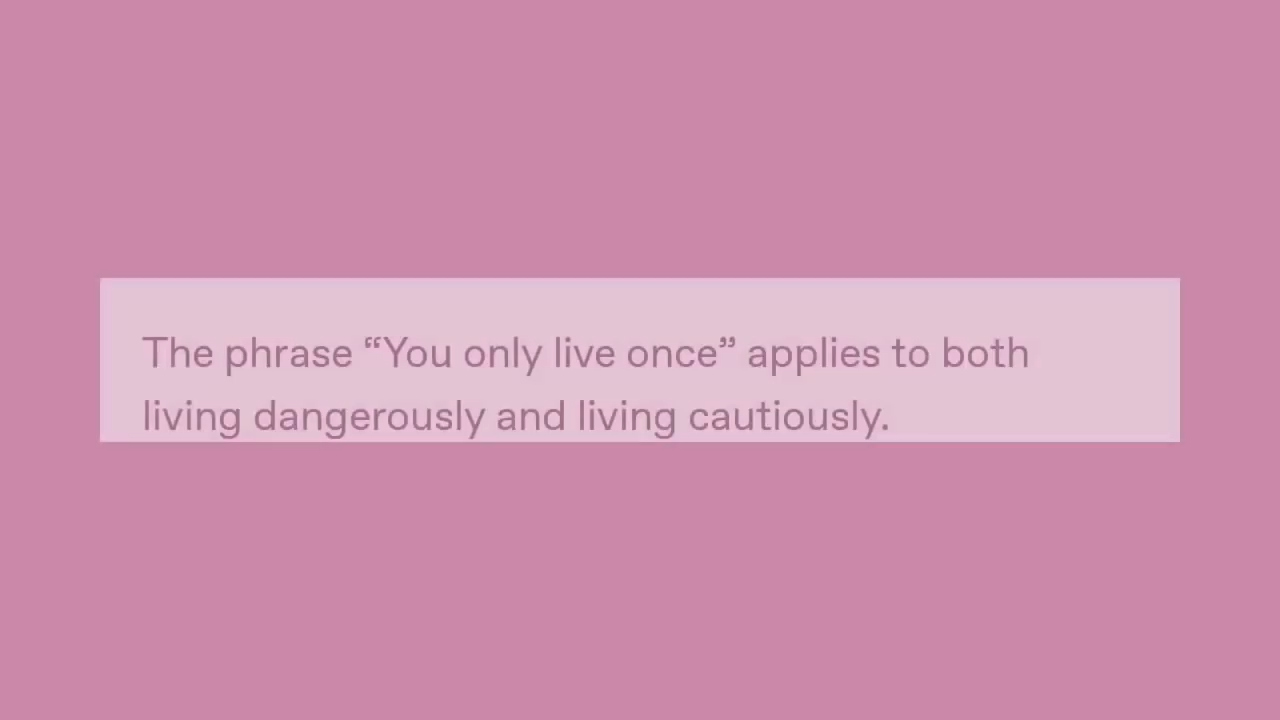 The phrase “You only live once” applies to both
living dangerously and living cautiously.